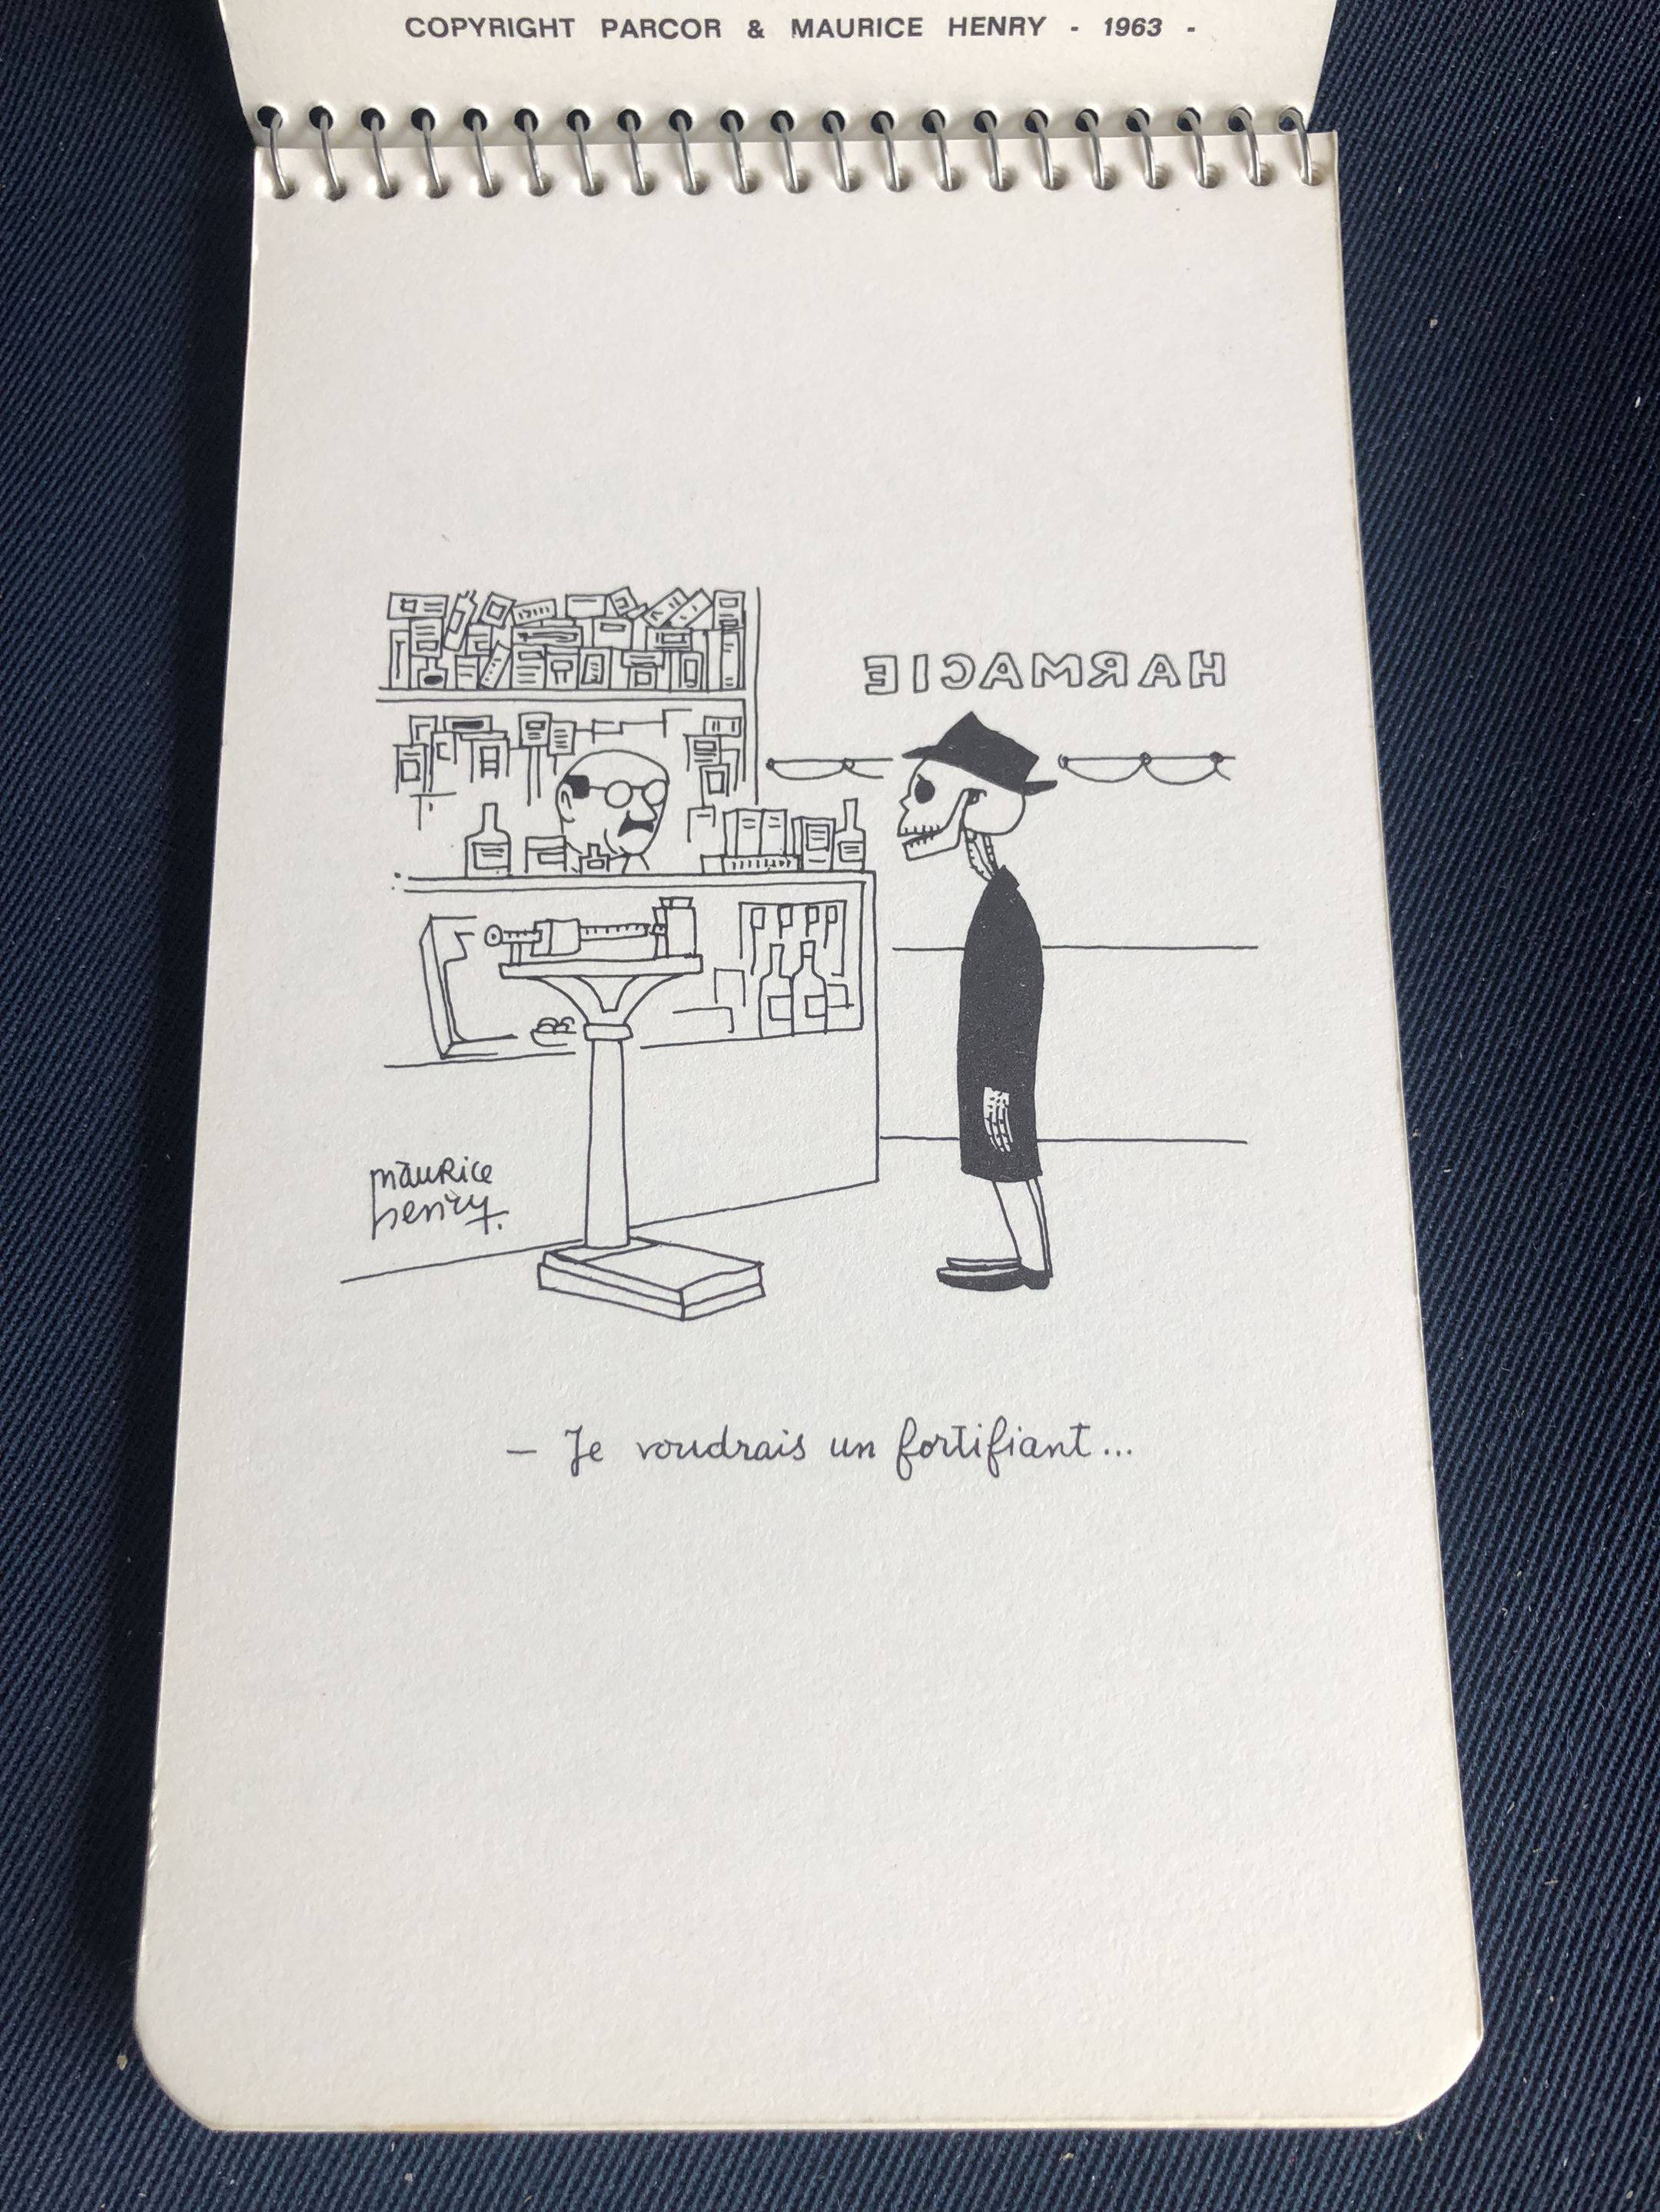 COPYRIGHT PARCOR & MAURICE HENRY - 1963 -
HARMACIE
maurice
henry.
— Je voudrais un fortifiant...